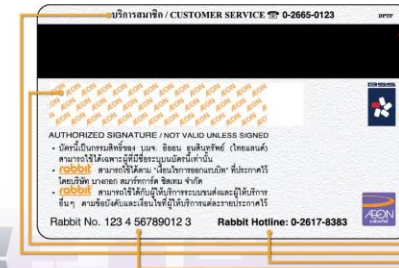 บริการสมาชิก / CUSTOMER SERVICE ☎ 0-2665-0123 DPTP
BSS
AEON AEON AEON AEON AEON AEON
AUTHORIZED SIGNATURE / NOT VALID UNLESS SIGNED
• บัตรนี้เป็นกรรมสิทธิ์ของ บมจ. อิออน ธนสินทรัพย์ (ไทยแลนด์)
สามารถใช้ได้เฉพาะผู้ที่มีชื่อระบุบนบัตรนี้เท่านั้น
• rabbit สามารถใช้ได้ตาม "เงื่อนไขการออกแรบบิท" ที่ประกาศไว้
โดยบริษัท บางกอก สมาร์ทการ์ด ซิสเทม จำกัด
• rabbit สามารถใช้ได้กับผู้ให้บริการระบบขนส่งและผู้ให้บริการ
อื่นๆ ตามข้อบังคับและเงื่อนไขที่ผู้ให้บริการแต่ละรายประกาศไว้
AEON
Rabbit No. 123 4 56789012 3 Rabbit Hotline: 0-2617-8383